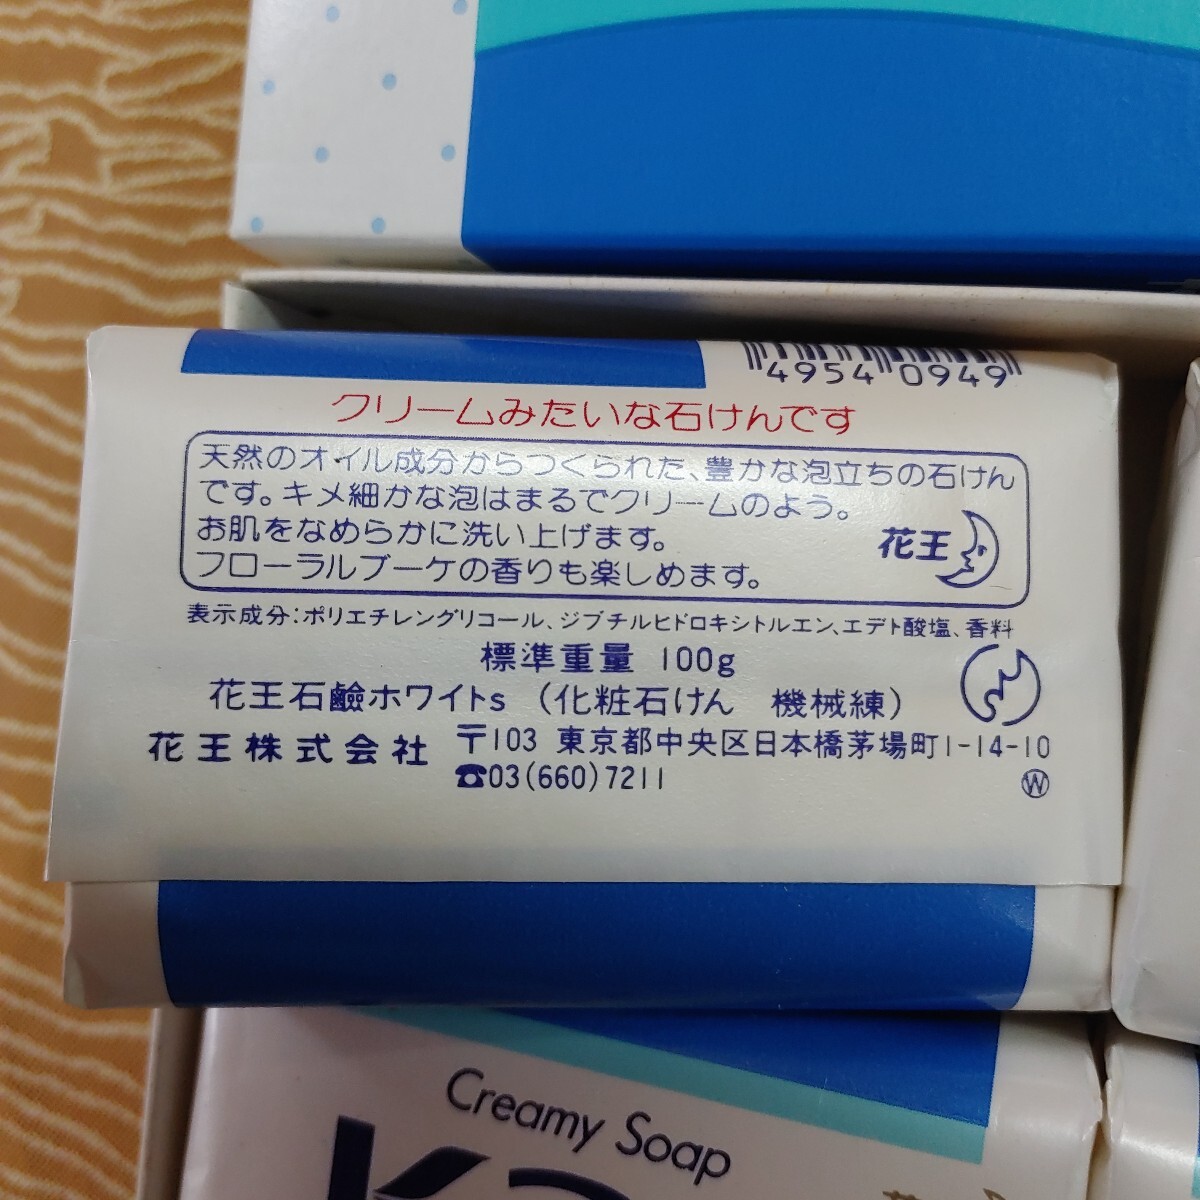 4954 0949
クリームみたいな石けんです
天然のオイル成分からつくられた、豊かな泡立ちの石けん
です。キメ細かな泡はまるでクリームのよう。
お肌をなめらかに洗い上げます。
フローラルブーケの香りも楽しめます。
花王
表示成分:ポリエチレングリコール、ジブチルヒドロキシトルエン、エデト酸塩、香料
標準重量 100g
花王石鹼ホワイトs (化粧石けん 機械練)
花王株式会社 〒103 東京都中央区日本橋茅場町1-14-10
☎03(660)7211
Ⓦ
Creamy Soap